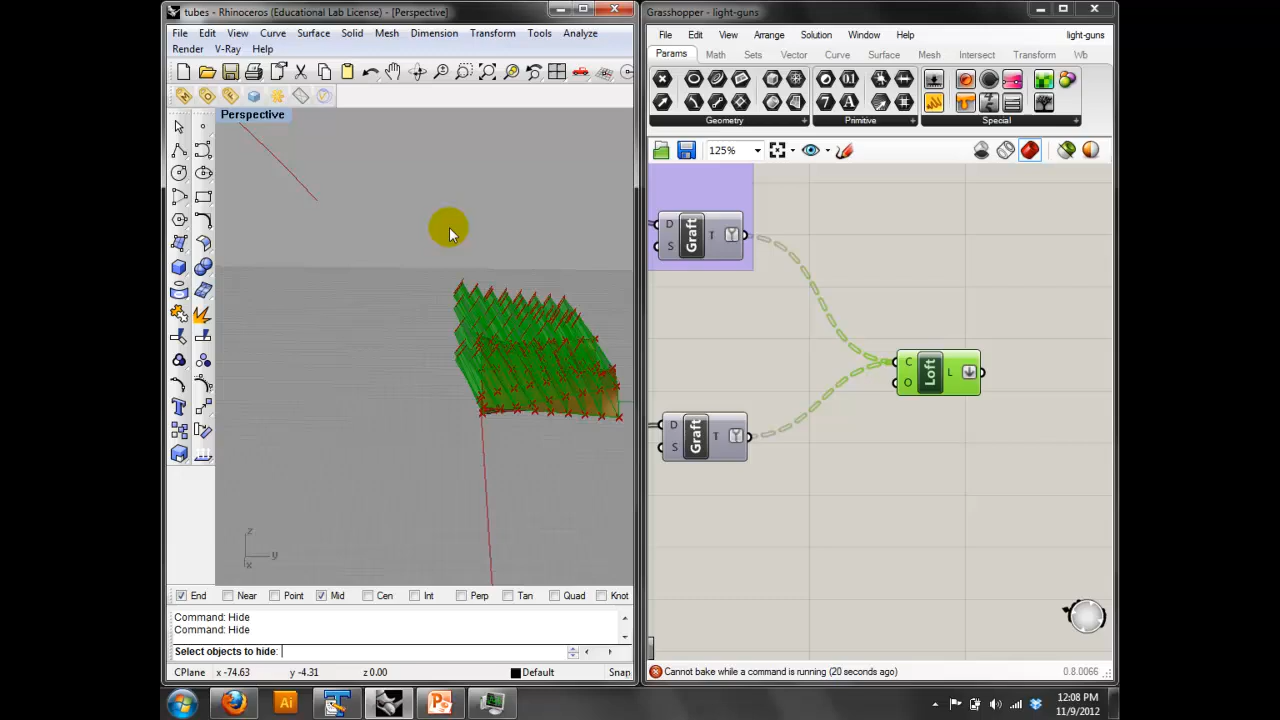 tubes - Rhinoceros (Educational Lab License) - [Perspective]
File Edit View Curve Surface Solid Mesh Dimension Transform Tools Analyze
Render V-Ray Help
Perspective
z
y
x
End Near Point Mid Cen Int Perp Tan Quad Knot
Command: Hide
Command: Hide
Select objects to hide:
CPlane x -74.63 y -4.31 z 0.00 Default Snap
Grasshopper - light-guns
File Edit View Arrange Solution Window Help light-guns
Params Math Sets Vector Curve Surface Mesh Intersect Transform Wb
Geometry Primitive Special
125%
D Graft T
S
C Loft L
O
D Graft T
S
Cannot bake while a command is running (20 seconds ago) 0.8.0066
12:08 PM
11/9/2012